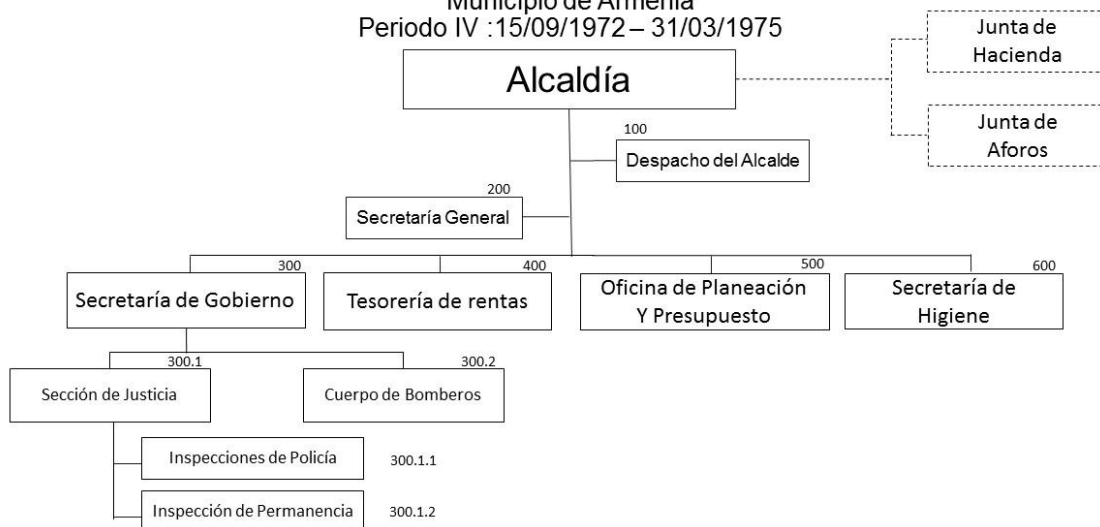 Municipio de Armenia
Periodo IV :15/09/1972 – 31/03/1975
Junta de
Hacienda
Alcaldía
Junta de
Aforos
100
Despacho del Alcalde
200
Secretaría General
300
Secretaría de Gobierno
400
Tesorería de rentas
500
Oficina de Planeación
Y Presupuesto
600
Secretaría de
Higiene
300.1
Sección de Justicia
300.2
Cuerpo de Bomberos
Inspecciones de Policía
300.1.1
Inspección de Permanencia
300.1.2